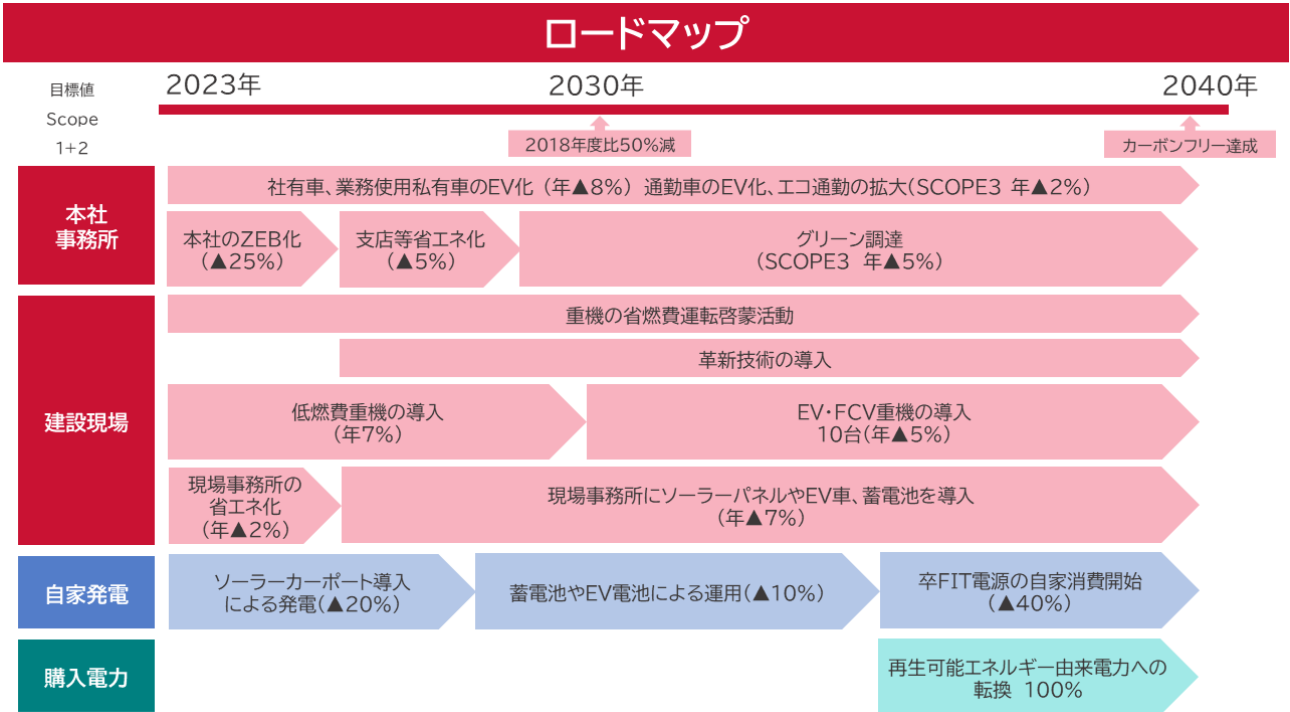 ロードマップ
目標値
Scope
1+2
2023年
2030年
2040年
2018年度比50%減
カーボンフリー達成
本社
事務所
社有車、業務使用私有車のEV化（年▲8%）通勤車のEV化、エコ通勤の拡大(SCOPE3 年▲2%)
本社のZEB化
(▲25%)
支店等省エネ化
(▲5%)
グリーン調達
(SCOPE3 年▲5%)
建設現場
重機の省燃費運転啓蒙活動
革新技術の導入
低燃費重機の導入
(年7%)
EV・FCV重機の導入
10台(年▲5%)
現場事務所の
省エネ化
(年▲2%)
現場事務所にソーラーパネルやEV車、蓄電池を導入
(年▲7%)
自家発電
ソーラーカーポート導入
による発電(▲20%)
蓄電池やEV電池による運用(▲10%)
卒FIT電源の自家消費開始
(▲40%)
購入電力
再生可能エネルギー由来電力への
転換 100%